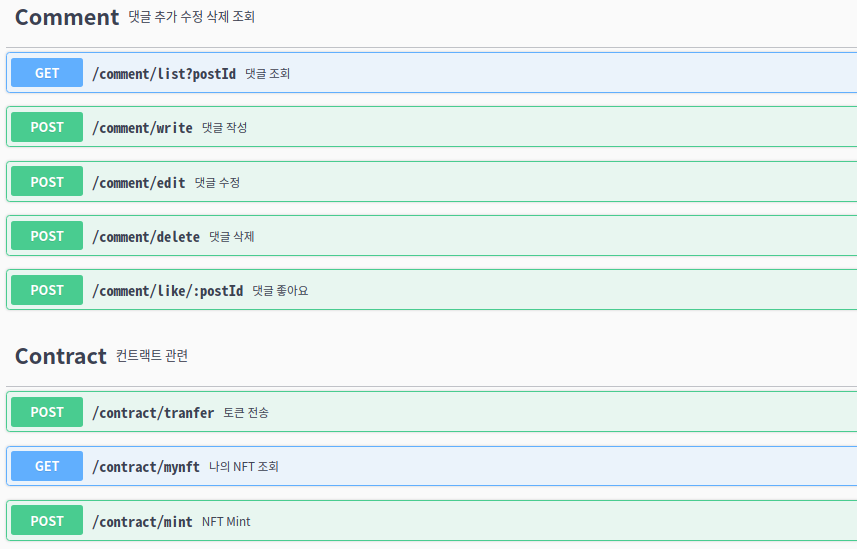 Comment 댓글 추가 수정 삭제 조회
GET /comment/list?postId 댓글 조회
POST /comment/write 댓글 작성
POST /comment/edit 댓글 수정
POST /comment/delete 댓글 삭제
POST /comment/like/:postId 댓글 좋아요
Contract 컨트랙트 관련
POST /contract/tranfer 토큰 전송
GET /contract/mynft 나의 NFT 조회
POST /contract/mint NFT Mint